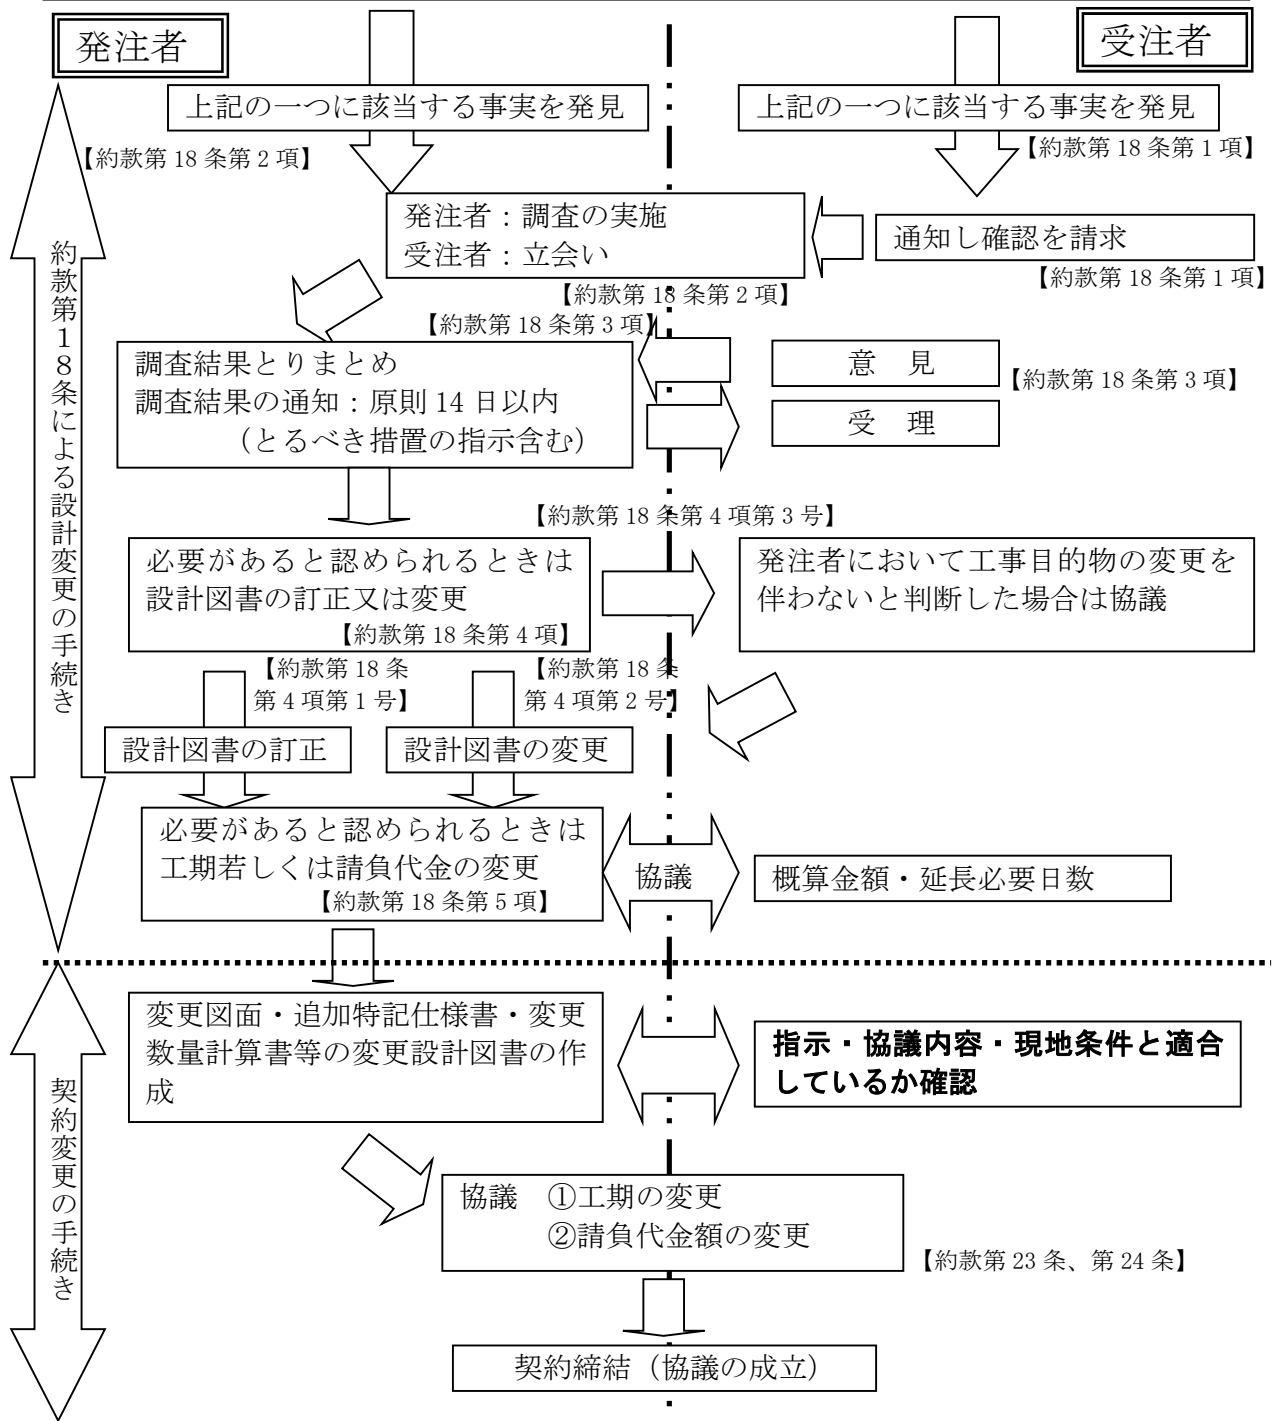 発注者
受注者
上記の一つに該当する事実を発見
上記の一つに該当する事実を発見
【約款第18条第2項】
【約款第18条第1項】
発注者：調査の実施
受注者：立会い
通知し確認を請求
【約款第18条第1項】
【約款第18条第2項】
【約款第18条第3項】
調査結果とりまとめ
調査結果の通知：原則14日以内
（とるべき措置の指示含む）
意　見
【約款第18条第3項】
受　理
約款第１８条による設計変更の手続き
【約款第18条第4項第3号】
必要があると認められるときは
設計図書の訂正又は変更
【約款第18条第4項】
発注者において工事目的物の変更を
伴わないと判断した場合は協議
【約款第18条
第4項第1号】
【約款第18条
第4項第2号】
設計図書の訂正
設計図書の変更
必要があると認められるときは
工期若しくは請負代金の変更
【約款第18条第5項】
協議
概算金額・延長必要日数
変更図面・追加特記仕様書・変更
数量計算書等の変更設計図書の作
成
指示・協議内容・現地条件と適合
しているか確認
契約変更の手続き
協議　①工期の変更
②請負代金額の変更
【約款第23条、第24条】
契約締結（協議の成立）